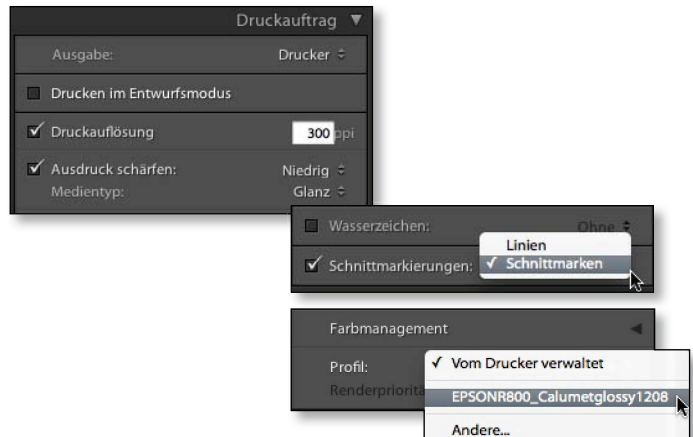 Druckauftrag
Ausgabe: Drucker
Drucken im Entwurfsmodus
Druckauflösung 300 ppi
Ausdruck schärfen: Niedrig
Medientyp: Glanz
Wasserzeichen: Ohne
Linien
Schnittmarkierungen: Schnittmarken
Farbmanagement
Profil: Vom Drucker verwaltet
EPSONR800_Calumetglossy1208
Andere...